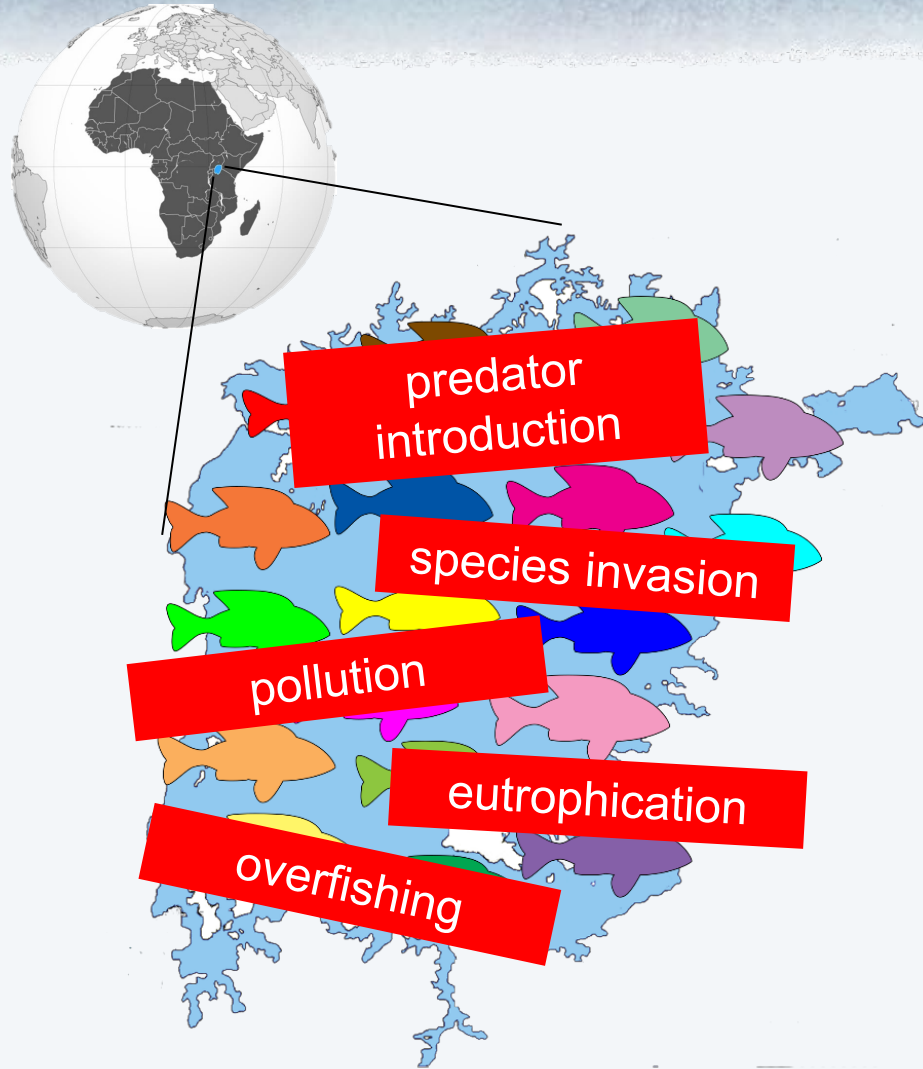 predator
introduction
species invasion
pollution
eutrophication
overfishing